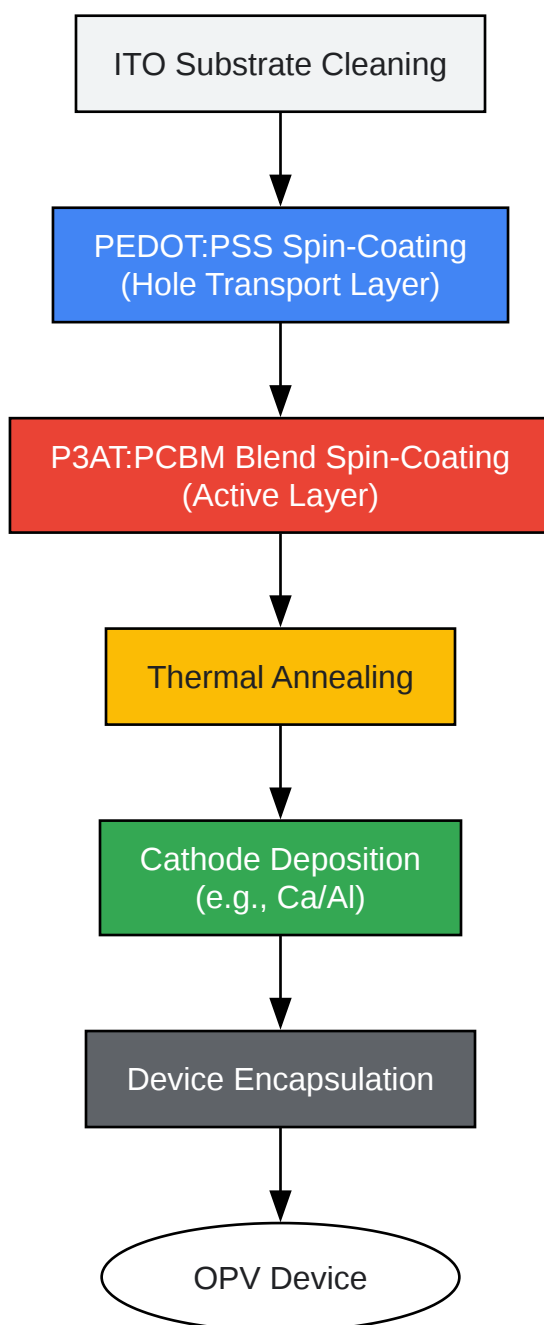 ITO Substrate Cleaning
PEDOT:PSS Spin-Coating
(Hole Transport Layer)
P3AT:PCBM Blend Spin-Coating
(Active Layer)
Thermal Annealing
Cathode Deposition
(e.g., Ca/Al)
Device Encapsulation
OPV Device